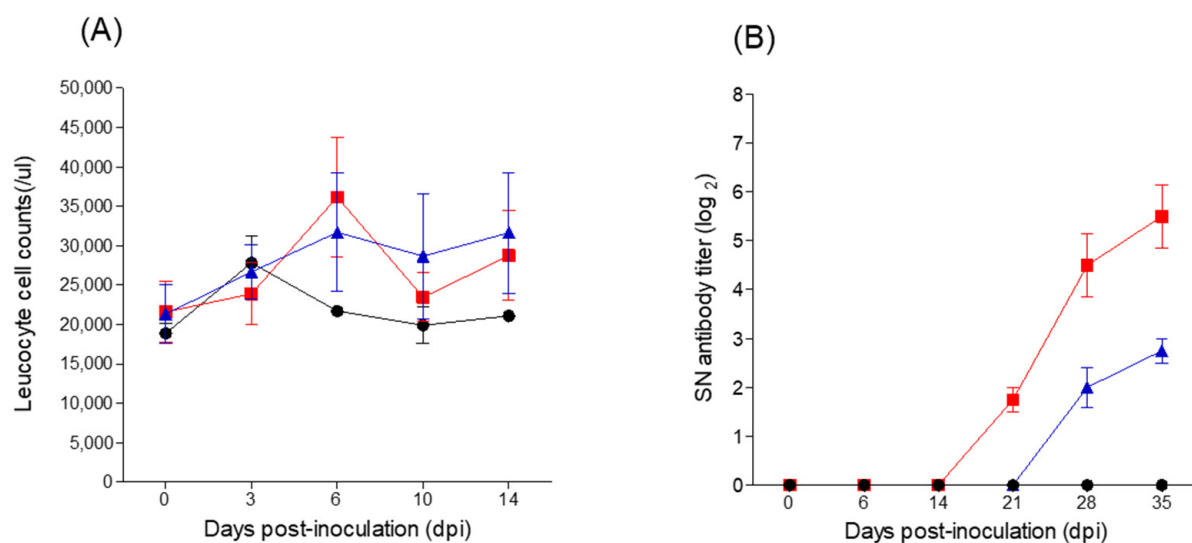 (A)
Leucocyte cell counts(/ul)
50,000
45,000
40,000
35,000
30,000
25,000
20,000
15,000
10,000
5,000
0
0 3 6 10 14
Days post-inoculation (dpi)
(B)
SN antibody titer (log 2)
8
7
6
5
4
3
2
1
0
0 6 14 21 28 35
Days post-inoculation (dpi)